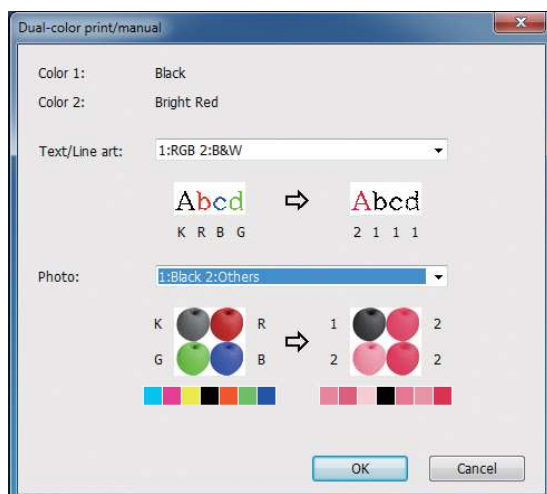 Dual-color print/manual
Color 1: Black
Color 2: Bright Red
Text/Line art: 1:RGB 2:B&W
Abcd Abcd
K R B G 2 1 1 1
Photo: 1:Black 2:Others
K R 1 2
G B 2 2
OK Cancel